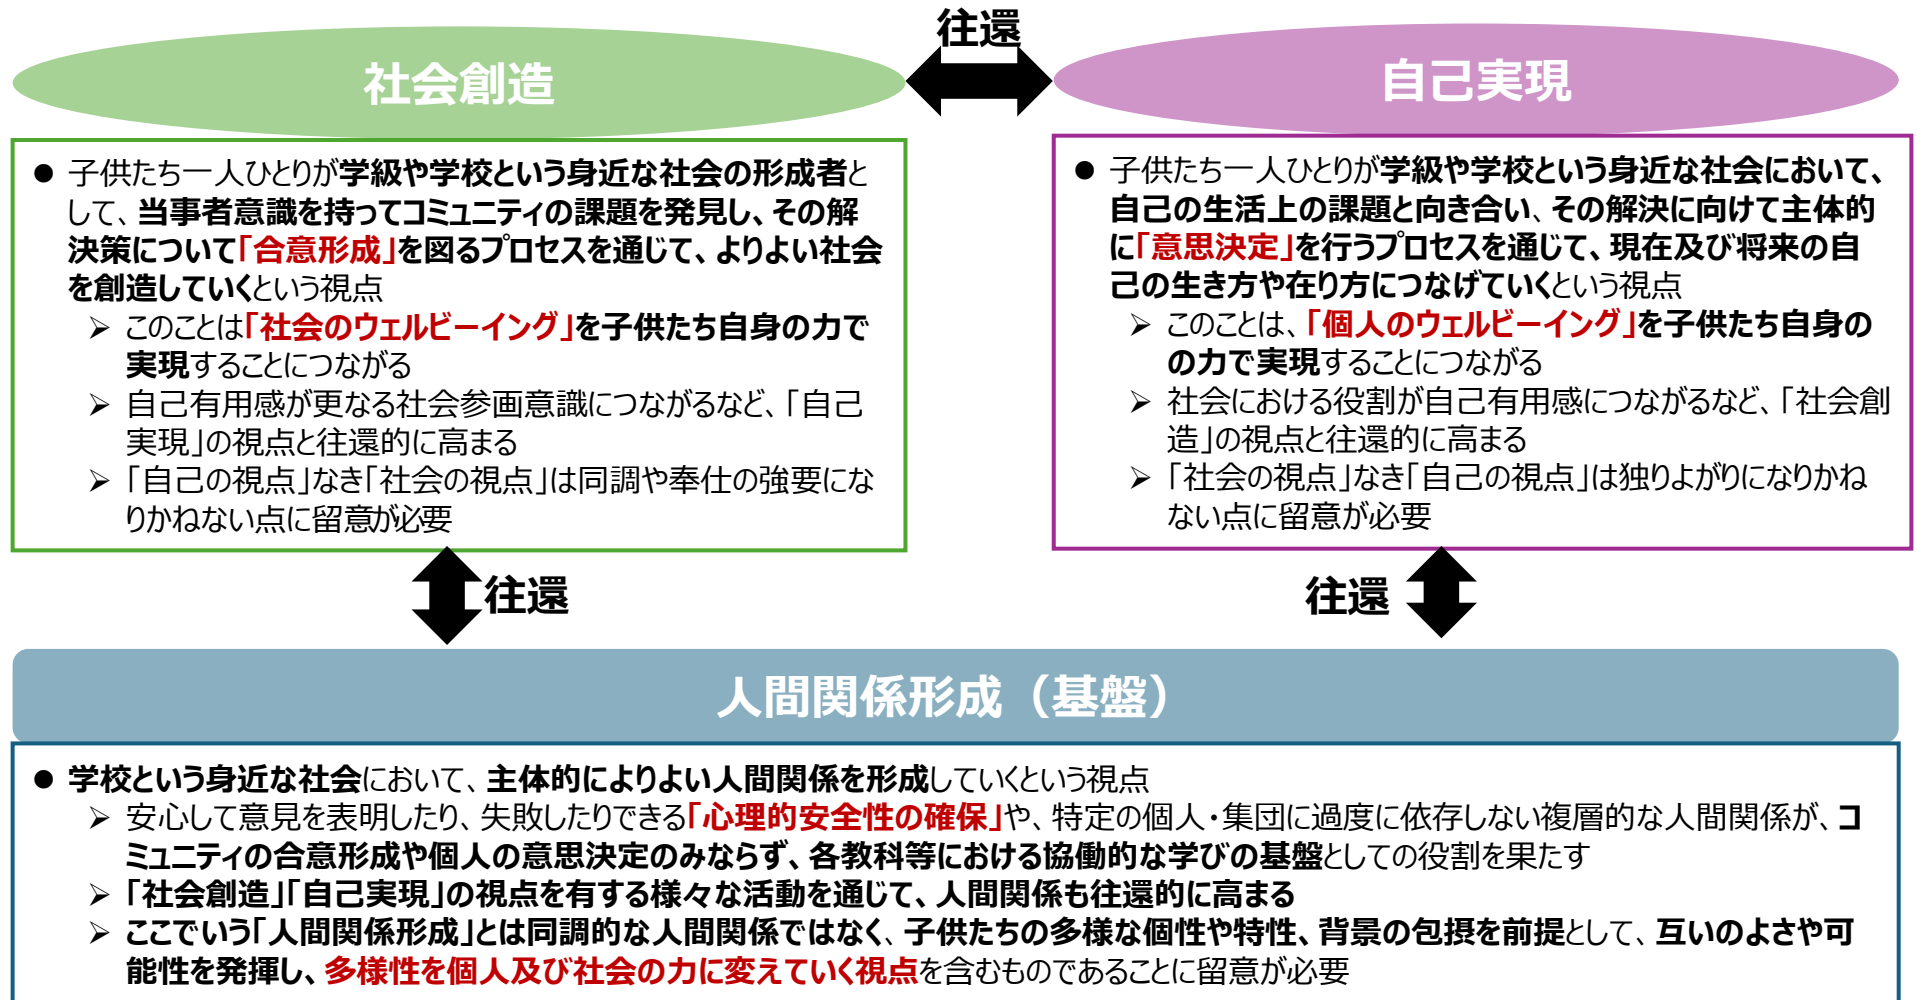 往還
社会創造
自己実現
● 子供たち一人ひとりが学級や学校という身近な社会の形成者と
して、当事者意識を持ってコミュニティの課題を発見し、その解
決策について「合意形成」を図るプロセスを通じて、よりよい社会
を創造していくという視点
➢ このことは「社会のウェルビーイング」を子供たち自身の力で
実現することにつながる
➢ 自己有用感が更なる社会参画意識につながるなど、「自己
実現」の視点と往還的に高まる
➢ 「自己の視点」なき「社会の視点」は同調や奉仕の強要にな
りかねない点に留意が必要
● 子供たち一人ひとりが学級や学校という身近な社会において、
自己の生活上の課題と向き合い、その解決に向けて主体的
に「意思決定」を行うプロセスを通じて、現在及び将来の自
己の生き方や在り方につなげていくという視点
➢ このことは、「個人のウェルビーイング」を子供たち自身の
の力で実現することにつながる
➢ 社会における役割が自己有用感につながるなど、「社会創
造」の視点と往還的に高まる
➢ 「社会の視点」なき「自己の視点」は独りよがりになりかね
ない点に留意が必要
往還
往還
人間関係形成（基盤）
● 学校という身近な社会において、主体的によりよい人間関係を形成していくという視点
➢ 安心して意見を表明したり、失敗したりできる「心理的安全性の確保」や、特定の個人・集団に過度に依存しない複層的な人間関係が、コ
ミュニティの合意形成や個人の意思決定のみならず、各教科等における協働的な学びの基盤としての役割を果たす
➢ 「社会創造」「自己実現」の視点を有する様々な活動を通じて、人間関係も往還的に高まる
➢ ここでいう「人間関係形成」とは同調的な人間関係ではなく、子供たちの多様な個性や特性、背景の包摂を前提として、互いのよさや可
能性を発揮し、多様性を個人及び社会の力に変えていく視点を含むものであることに留意が必要